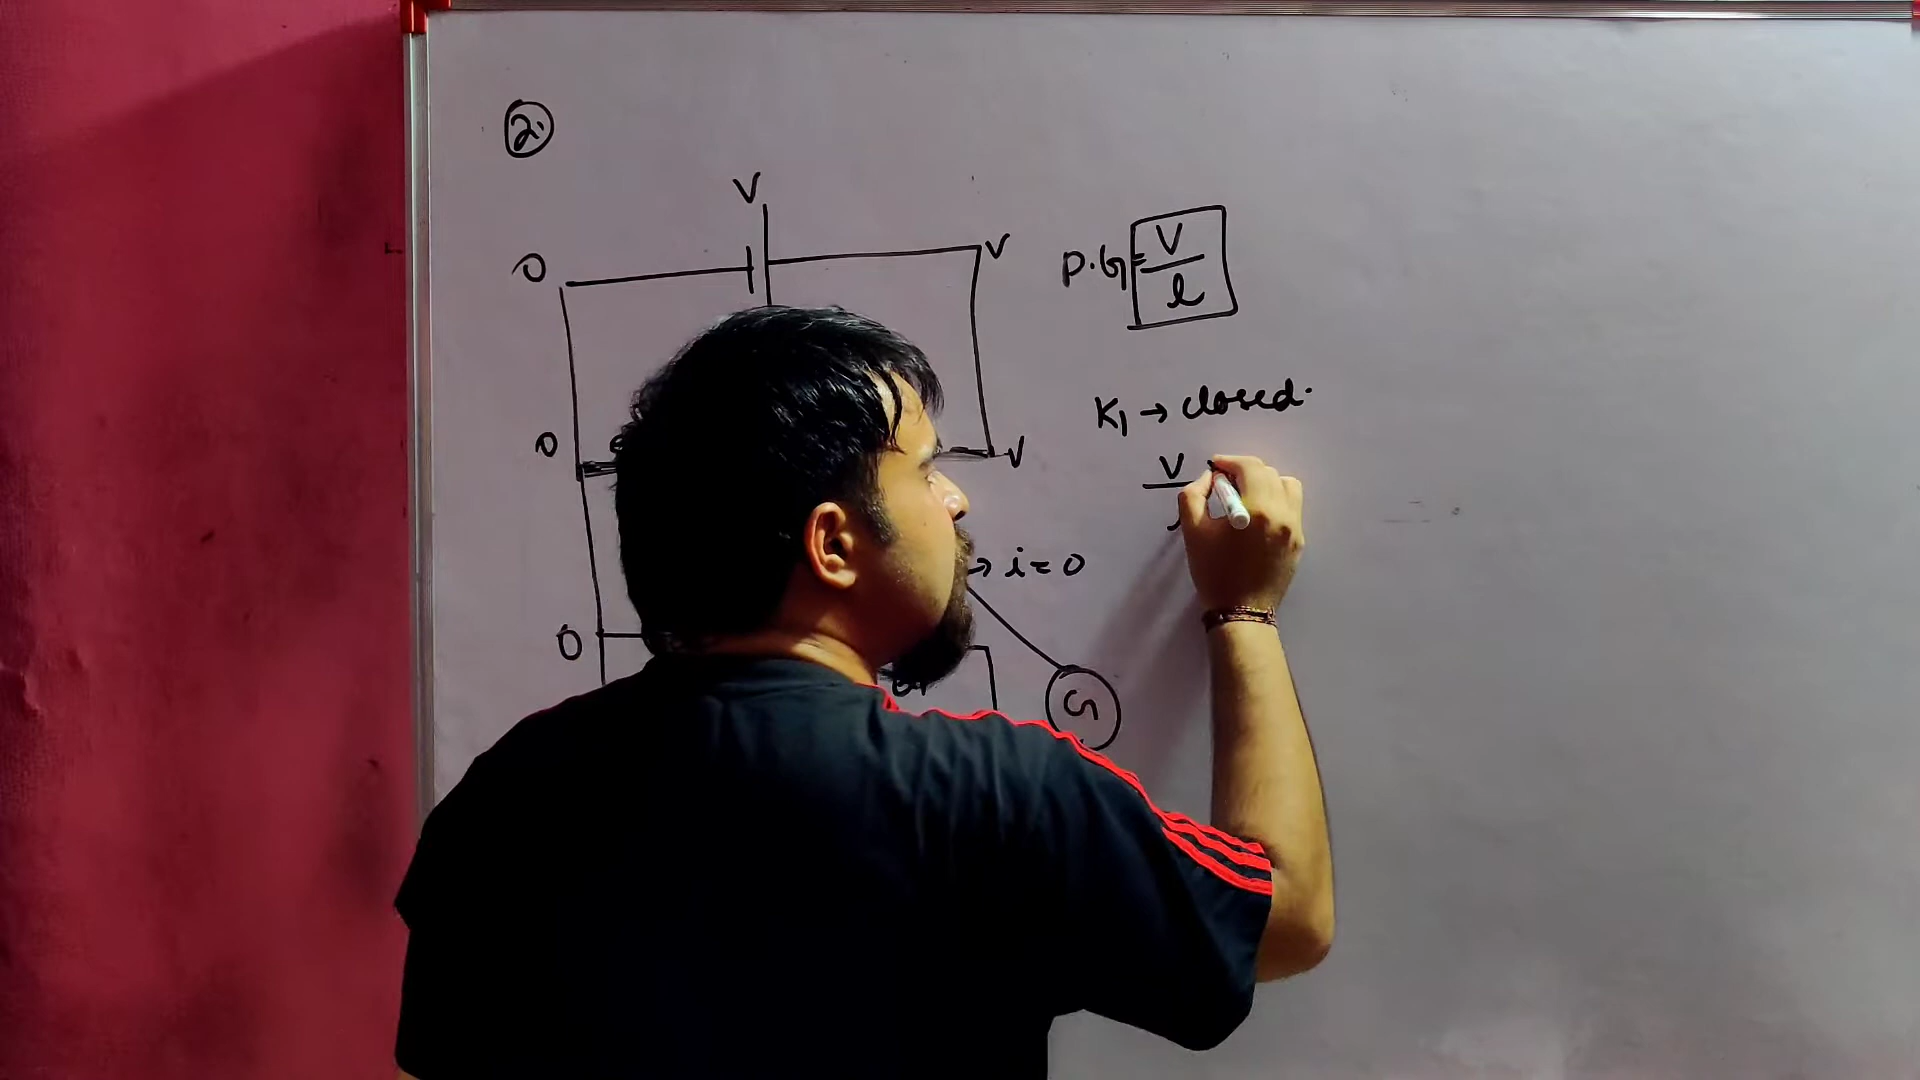 2.
V
0
V
P.G = V
l
K1 → closed.
0
V
V
→ i = 0
0
G